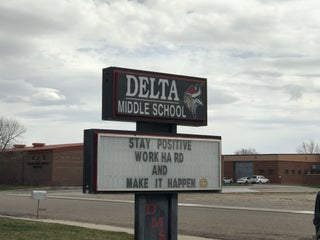 DELTA
MIDDLE SCHOOL
STAY POSITIVE
WORK HARD
AND
MAKE IT HAPPEN
D
M